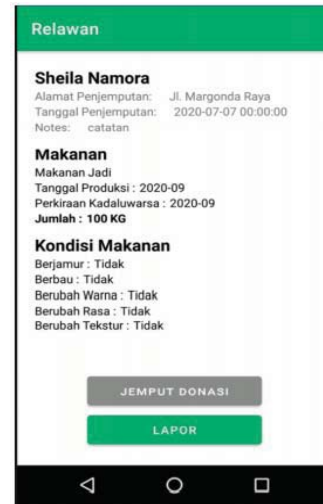 Relawan
Sheila Namora
Alamat Penjemputan: Jl. Margonda Raya
Tanggal Penjemputan: 2020-07-07 00:00:00
Notes: catatan
Makanan
Makanan Jadi
Tanggal Produksi : 2020-09
Perkiraan Kadaluwarsa : 2020-09
Jumlah : 100 KG
Kondisi Makanan
Berjamur : Tidak
Berbau : Tidak
Berubah Warna : Tidak
Berubah Rasa : Tidak
Berubah Tekstur : Tidak
JEMPUT DONASI
LAPOR